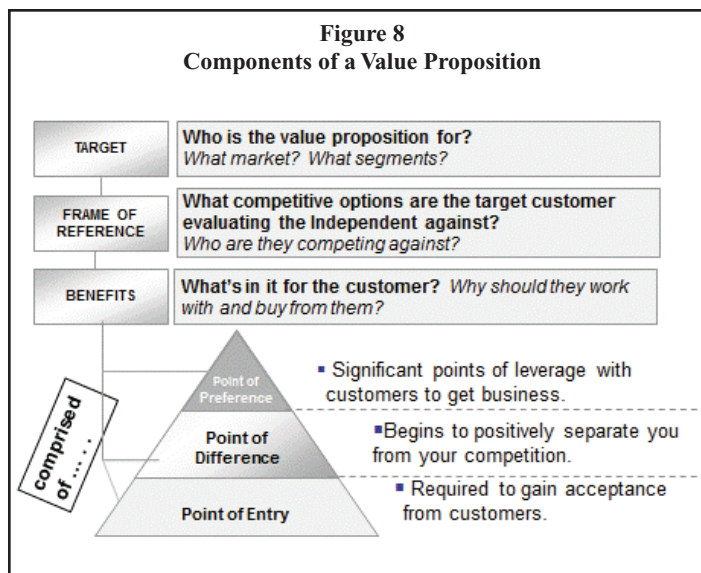 Figure 8
Components of a Value Proposition
TARGET
Who is the value proposition for?
What market? What segments?
FRAME OF
REFERENCE
What competitive options are the target customer
evaluating the Independent against?
Who are they competing against?
BENEFITS
What's in it for the customer? Why should they work
with and buy from them?
comprised
of ... . .
Point of
Preference
▪ Significant points of leverage with
customers to get business.
Point of
Difference
▪Begins to positively separate you
from your competition.
Point of Entry
▪ Required to gain acceptance
from customers.